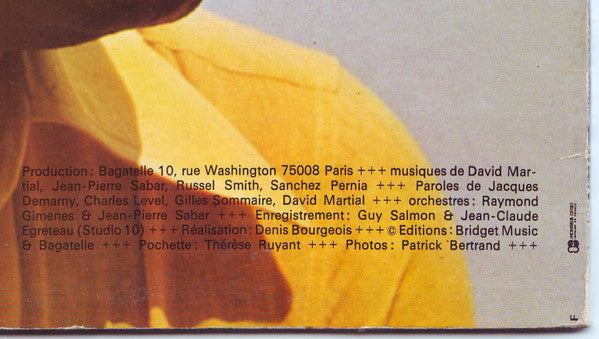 Production : Bagatelle 10, rue Washington 75008 Paris +++ musiques de David Mar-
tial, Jean-Pierre Sabar, Russel Smith, Sanchez Pernia +++ Paroles de Jacques
Demarny, Charles Level, Gilles Sommaire, David Martial +++ orchestres : Raymond
Gimenes & Jean-Pierre Sabar +++ Enregistrement : Guy Salmon & Jean-Claude
Egreteau (Studio 10) +++ Réalisation : Denis Bourgeois +++ © Editions : Bridget Music
& Bagatelle +++ Pochette : Thérèse Ruyant +++ Photos : Patrick Bertrand +++
F